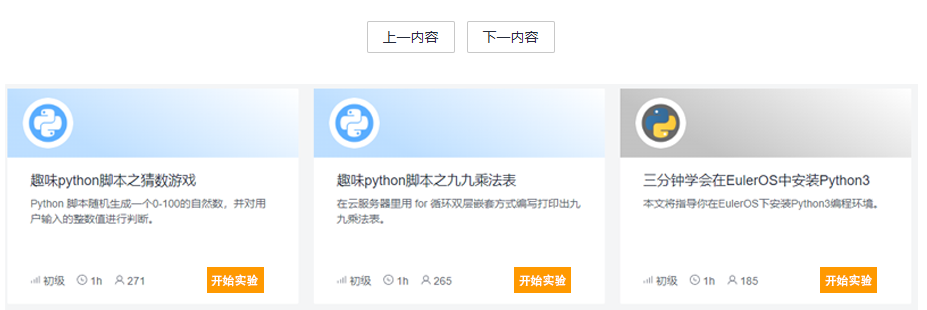 上一内容 下一内容
趣味python脚本之猜数游戏
Python 脚本随机生成一个0-100的自然数，并对用
户输入的整数值进行判断。
初级 1h 271 开始实验
趣味python脚本之九九乘法表
在云服务器里用 for 循环双层嵌套方式编写打印出九
九乘法表。
初级 1h 265 开始实验
三分钟学会在EulerOS中安装Python3
本文将指导你在EulerOS下安装Python3编程环境。
初级 1h 185 开始实验